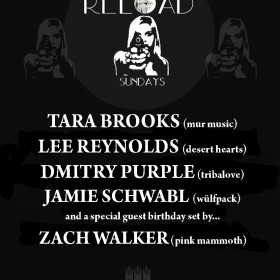 RELOAD
SUNDAYS
TARA BROOKS (mur music)
LEE REYNOLDS (desert hearts)
DMITRY PURPLE (tribalove)
JAMIE SCHWABL (wülfpack)
and a special guest birthday set by...
ZACH WALKER (pink mammoth)